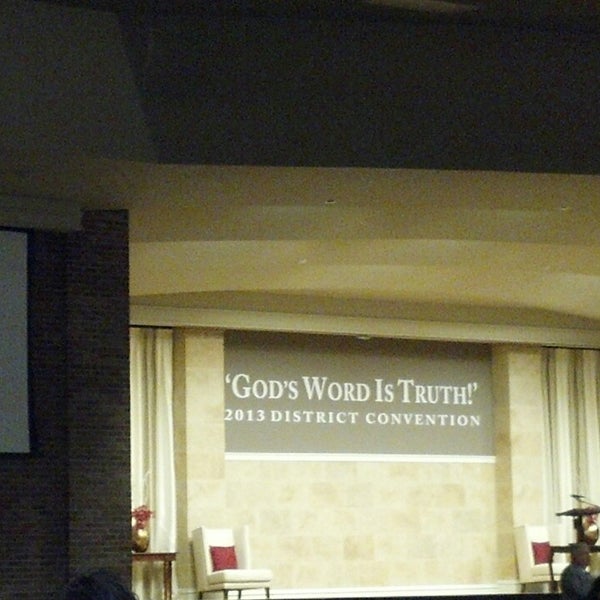 ‘GOD'S WORD IS TRUTH!’
2013 DISTRICT CONVENTION